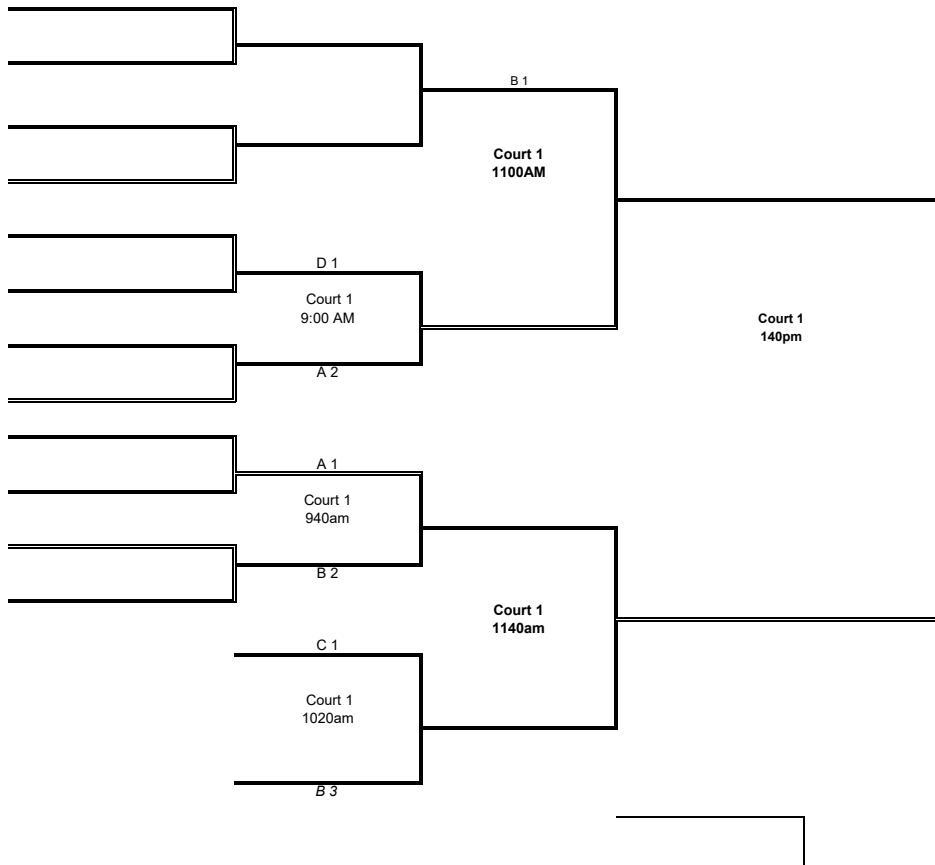 B 1
Court 1
1100AM
D 1
Court 1
9:00 AM
A 2
Court 1
140pm
A 1
Court 1
940am
B 2
Court 1
1140am
C 1
Court 1
1020am
B 3